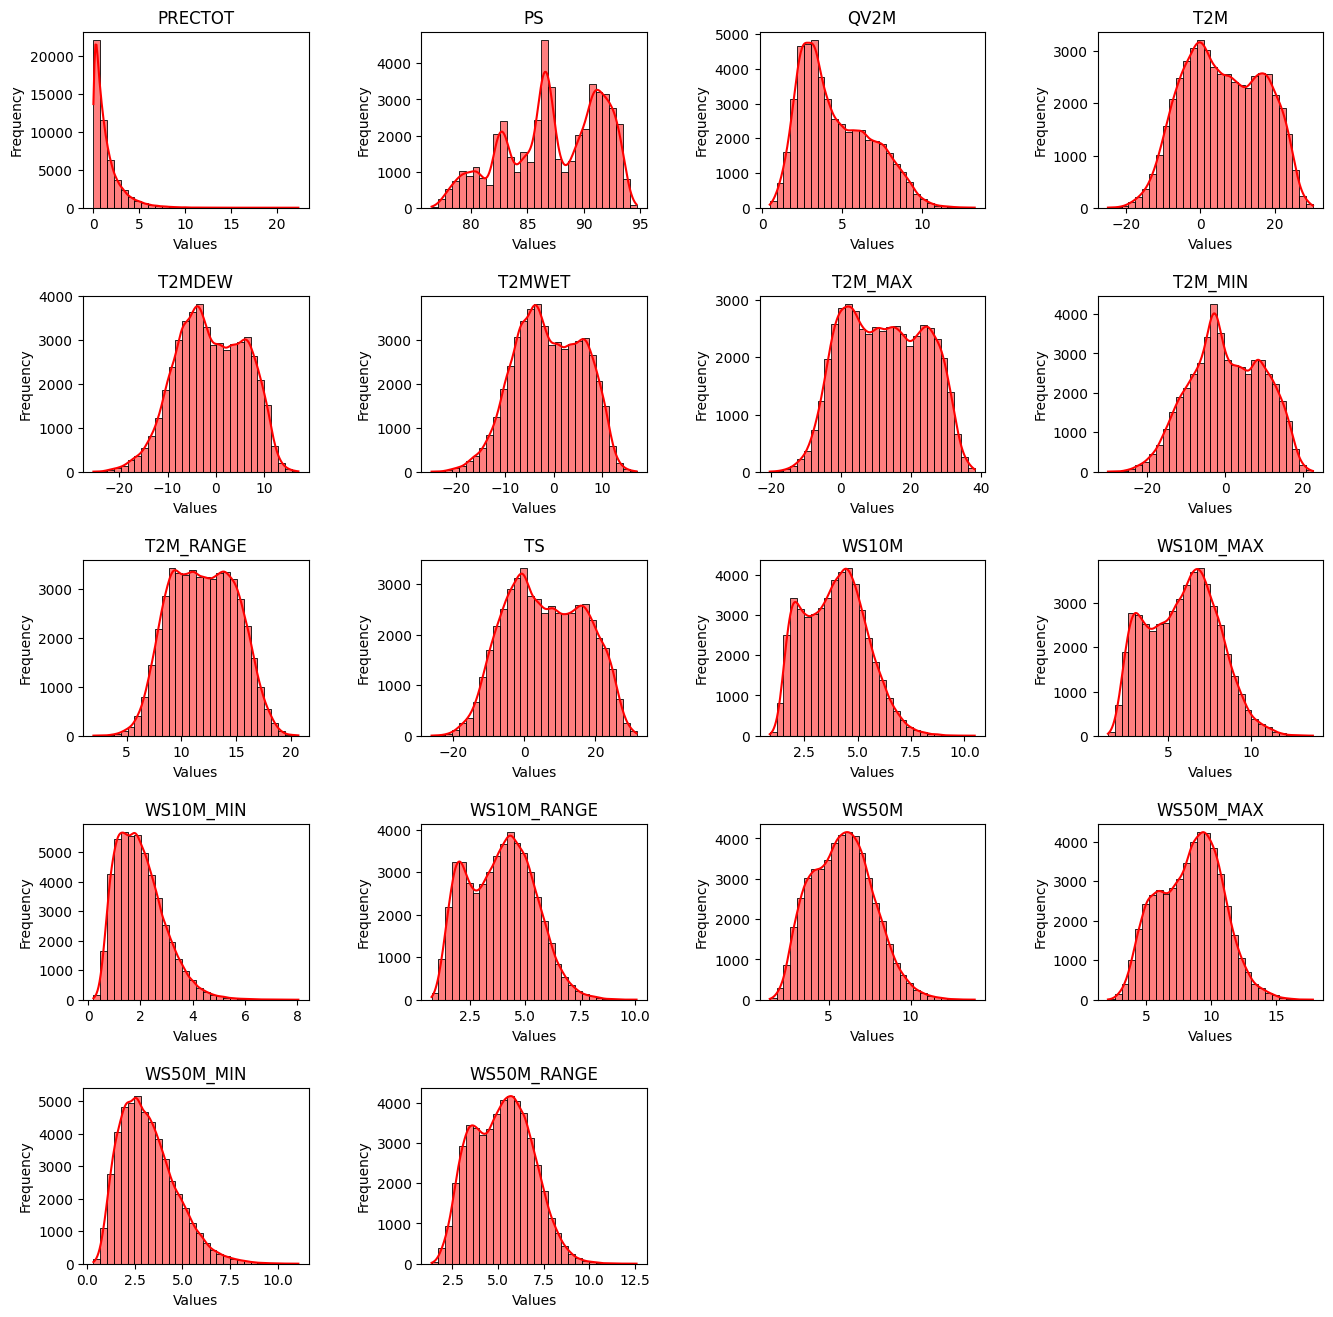 PRECTOT
Frequency
20000
15000
10000
5000
0
0 5 10 15 20
Values
PS
Frequency
4000
3000
2000
1000
0
80 85 90 95
Values
QV2M
Frequency
5000
4000
3000
2000
1000
0
0 5 10
Values
T2M
Frequency
3000
2000
1000
0
−20 0 20
Values
T2MDEW
Frequency
4000
3000
2000
1000
0
−20 −10 0 10
Values
T2MWET
Frequency
3000
2000
1000
0
−20 −10 0 10
Values
T2M_MAX
Frequency
3000
2000
1000
0
−20 0 20 40
Values
T2M_MIN
Frequency
4000
3000
2000
1000
0
−20 0 20
Values
T2M_RANGE
Frequency
3000
2000
1000
0
5 10 15 20
Values
TS
Frequency
3000
2000
1000
0
−20 0 20
Values
WS10M
Frequency
4000
3000
2000
1000
0
2.5 5.0 7.5 10.0
Values
WS10M_MAX
Frequency
3000
2000
1000
0
5 10
Values
WS10M_MIN
Frequency
5000
4000
3000
2000
1000
0
0 2 4 6 8
Values
WS10M_RANGE
Frequency
4000
3000
2000
1000
0
2.5 5.0 7.5 10.0
Values
WS50M
Frequency
4000
3000
2000
1000
0
5 10
Values
WS50M_MAX
Frequency
4000
3000
2000
1000
0
5 10 15
Values
WS50M_MIN
Frequency
5000
4000
3000
2000
1000
0
0.0 2.5 5.0 7.5 10.0
Values
WS50M_RANGE
Frequency
4000
3000
2000
1000
0
2.5 5.0 7.5 10.0 12.5
Values